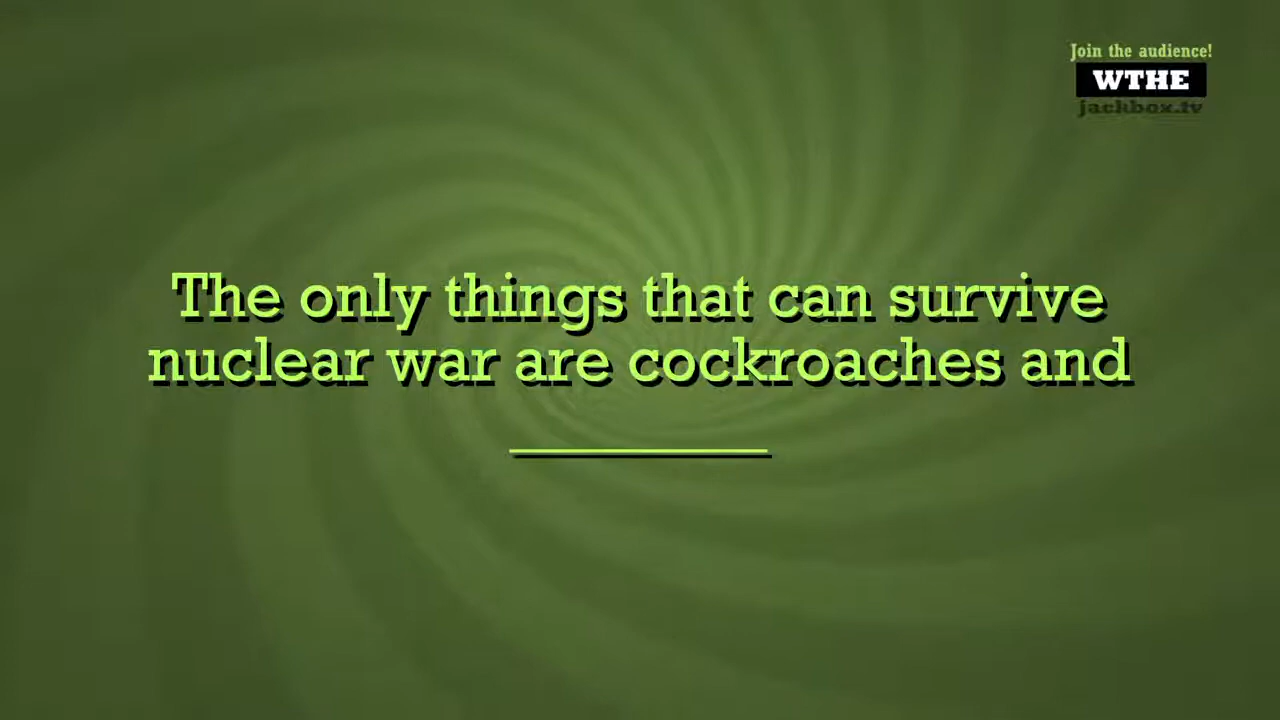 Join the audience!
WTHE
jackbox.tv
The only things that can survive
nuclear war are cockroaches and